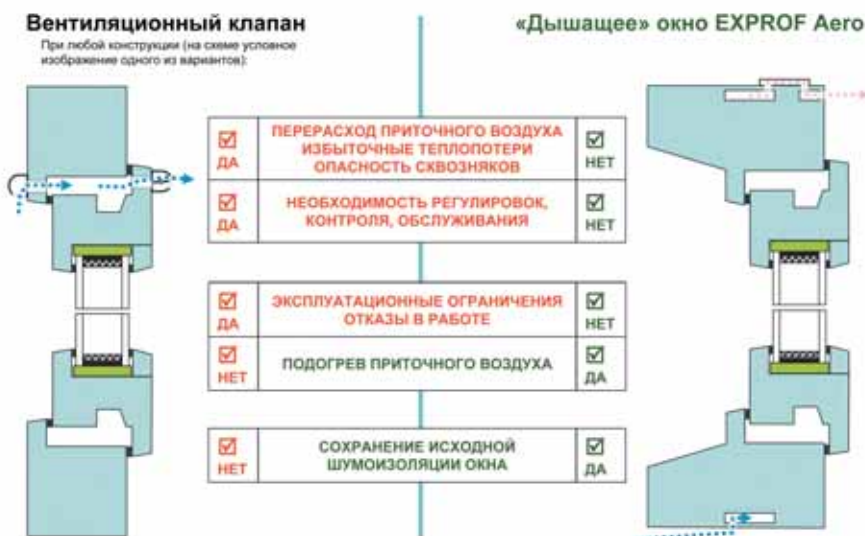 Вентиляционный клапан
При любой конструкции (на схеме условное
изображение одного из вариантов):
«Дышащее» окно EXPROF Aero
ДА
ПЕРЕРАСХОД ПРИТОЧНОГО ВОЗДУХА
ИЗБЫТОЧНЫЕ ТЕПЛОПОТЕРИ
ОПАСНОСТЬ СКВОЗНЯКОВ
НЕТ
ДА
НЕОБХОДИМОСТЬ РЕГУЛИРОВОК,
КОНТРОЛЯ, ОБСЛУЖИВАНИЯ
НЕТ
ДА
ЭКСПЛУАТАЦИОННЫЕ ОГРАНИЧЕНИЯ
ОТКАЗЫ В РАБОТЕ
НЕТ
НЕТ
ПОДОГРЕВ ПРИТОЧНОГО ВОЗДУХА
ДА
НЕТ
СОХРАНЕНИЕ ИСХОДНОЙ
ШУМОИЗОЛЯЦИИ ОКНА
ДА